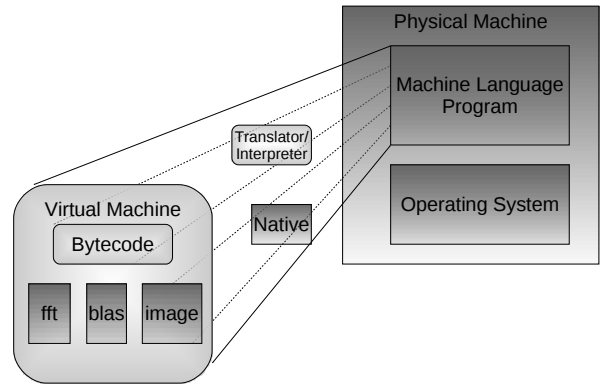 Physical Machine
Machine Language
Program
Translator/
Interpreter
Operating System
Virtual Machine
Native
Bytecode
fft
blas
image